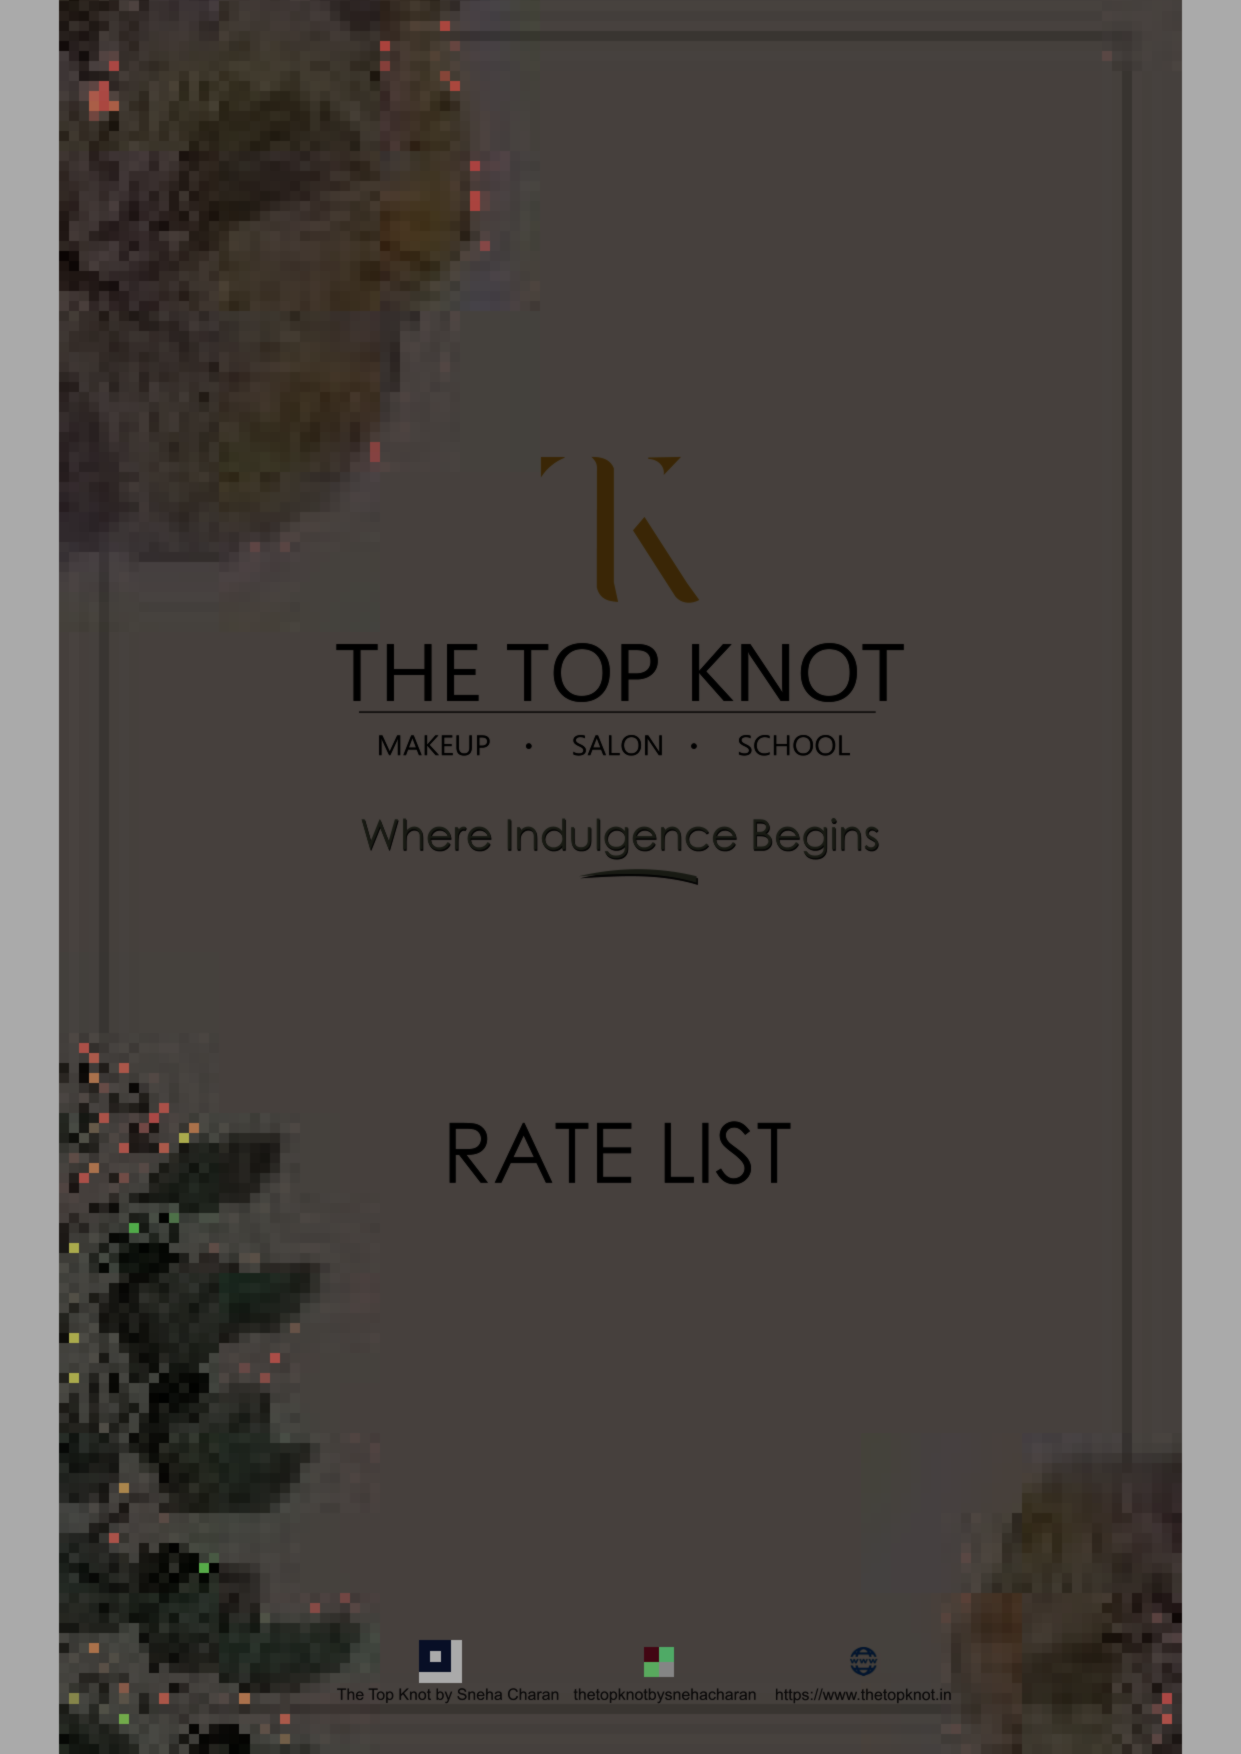 TK
THE TOP KNOT
MAKEUP • SALON • SCHOOL
Where Indulgence Begins
RATE LIST
The Top Knot by Sneha Charan thetopknotbysnehacharan https://www.thetopknot.in